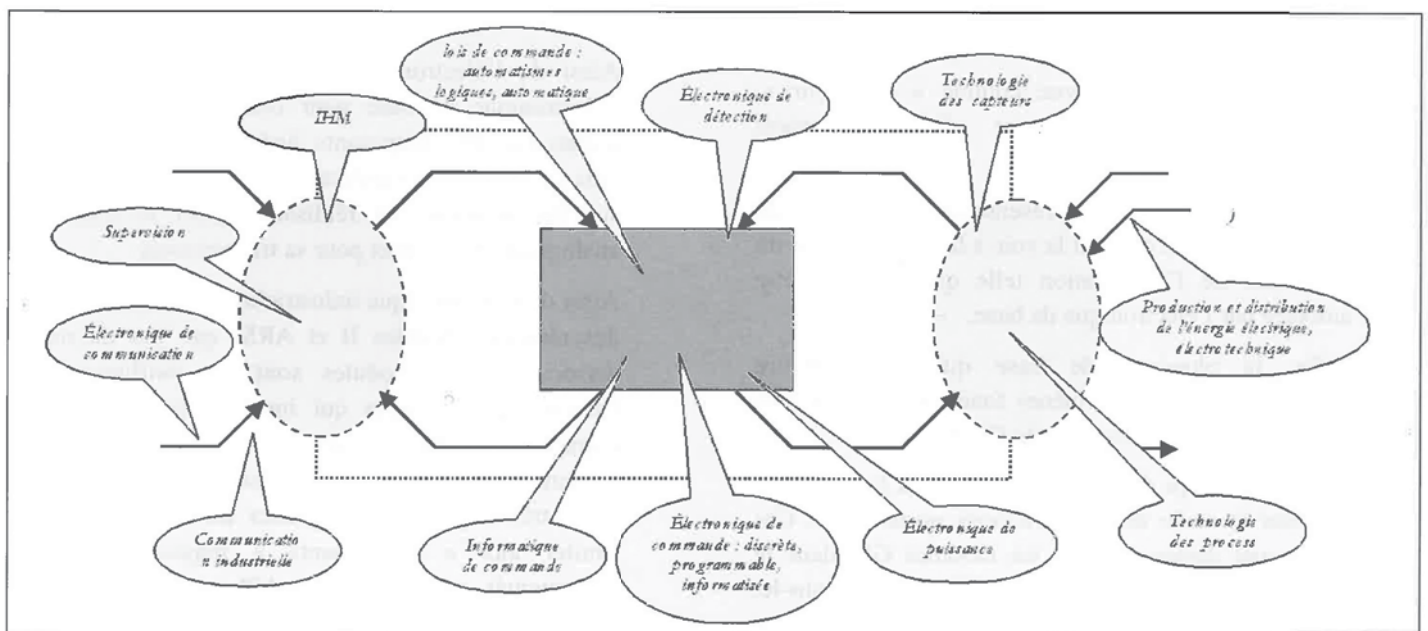 lois de commande :
automatismes
logiques, automatique
Électronique de
détection
Technologie
des capteurs
IHM
Supervision
j
Électronique de
communication
Production et distribution
de l'énergie électrique,
électrotechnique
Communicatio
n industrielle
Informatique
de commande
Électronique de
commande : discrète,
programmable,
informatisée
Électronique de
puissance
Technologie
des process